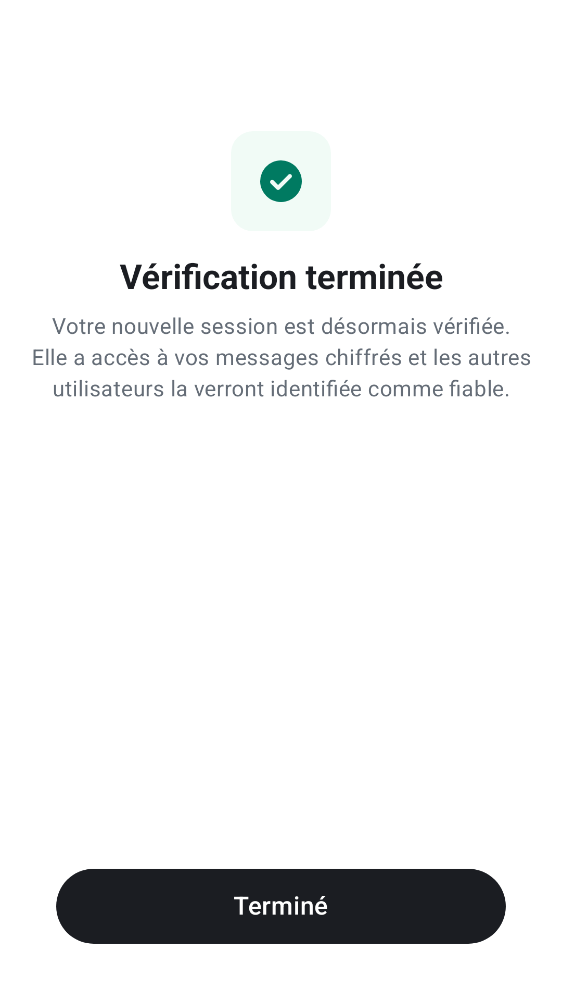 Vérification terminée
Votre nouvelle session est désormais vérifiée.
Elle a accès à vos messages chiffrés et les autres
utilisateurs la verront identifiée comme fiable.
Terminé